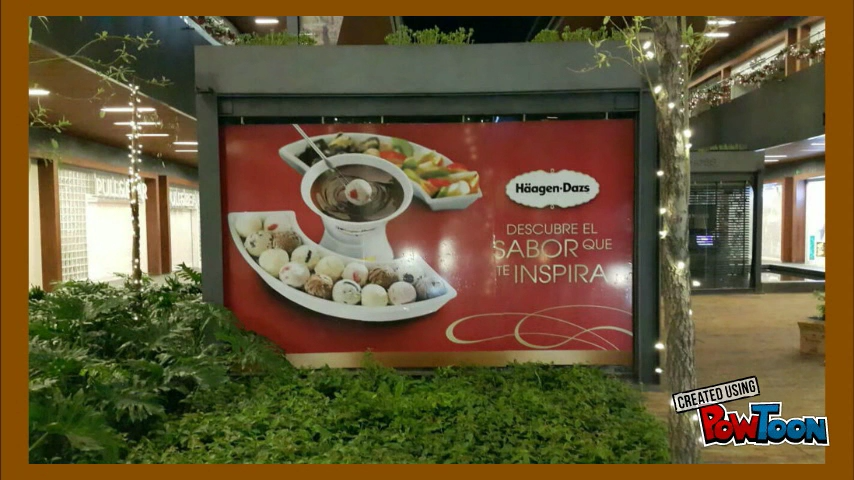 Häagen-Dazs
DESCUBRE EL
SABOR QUE
TE INSPIRA
CREATED USING
POWTOON